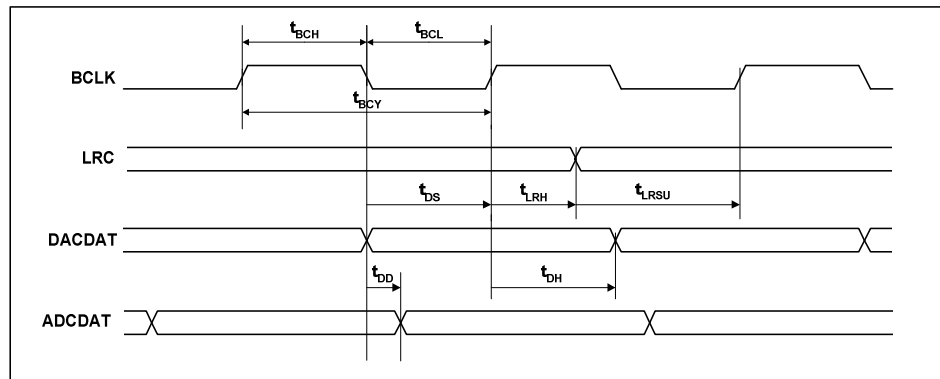 tBCH tBCL
BCLK
tBCY
LRC
tDS tLRH tLRSU
DACDAT
tDD tDH
ADCDAT